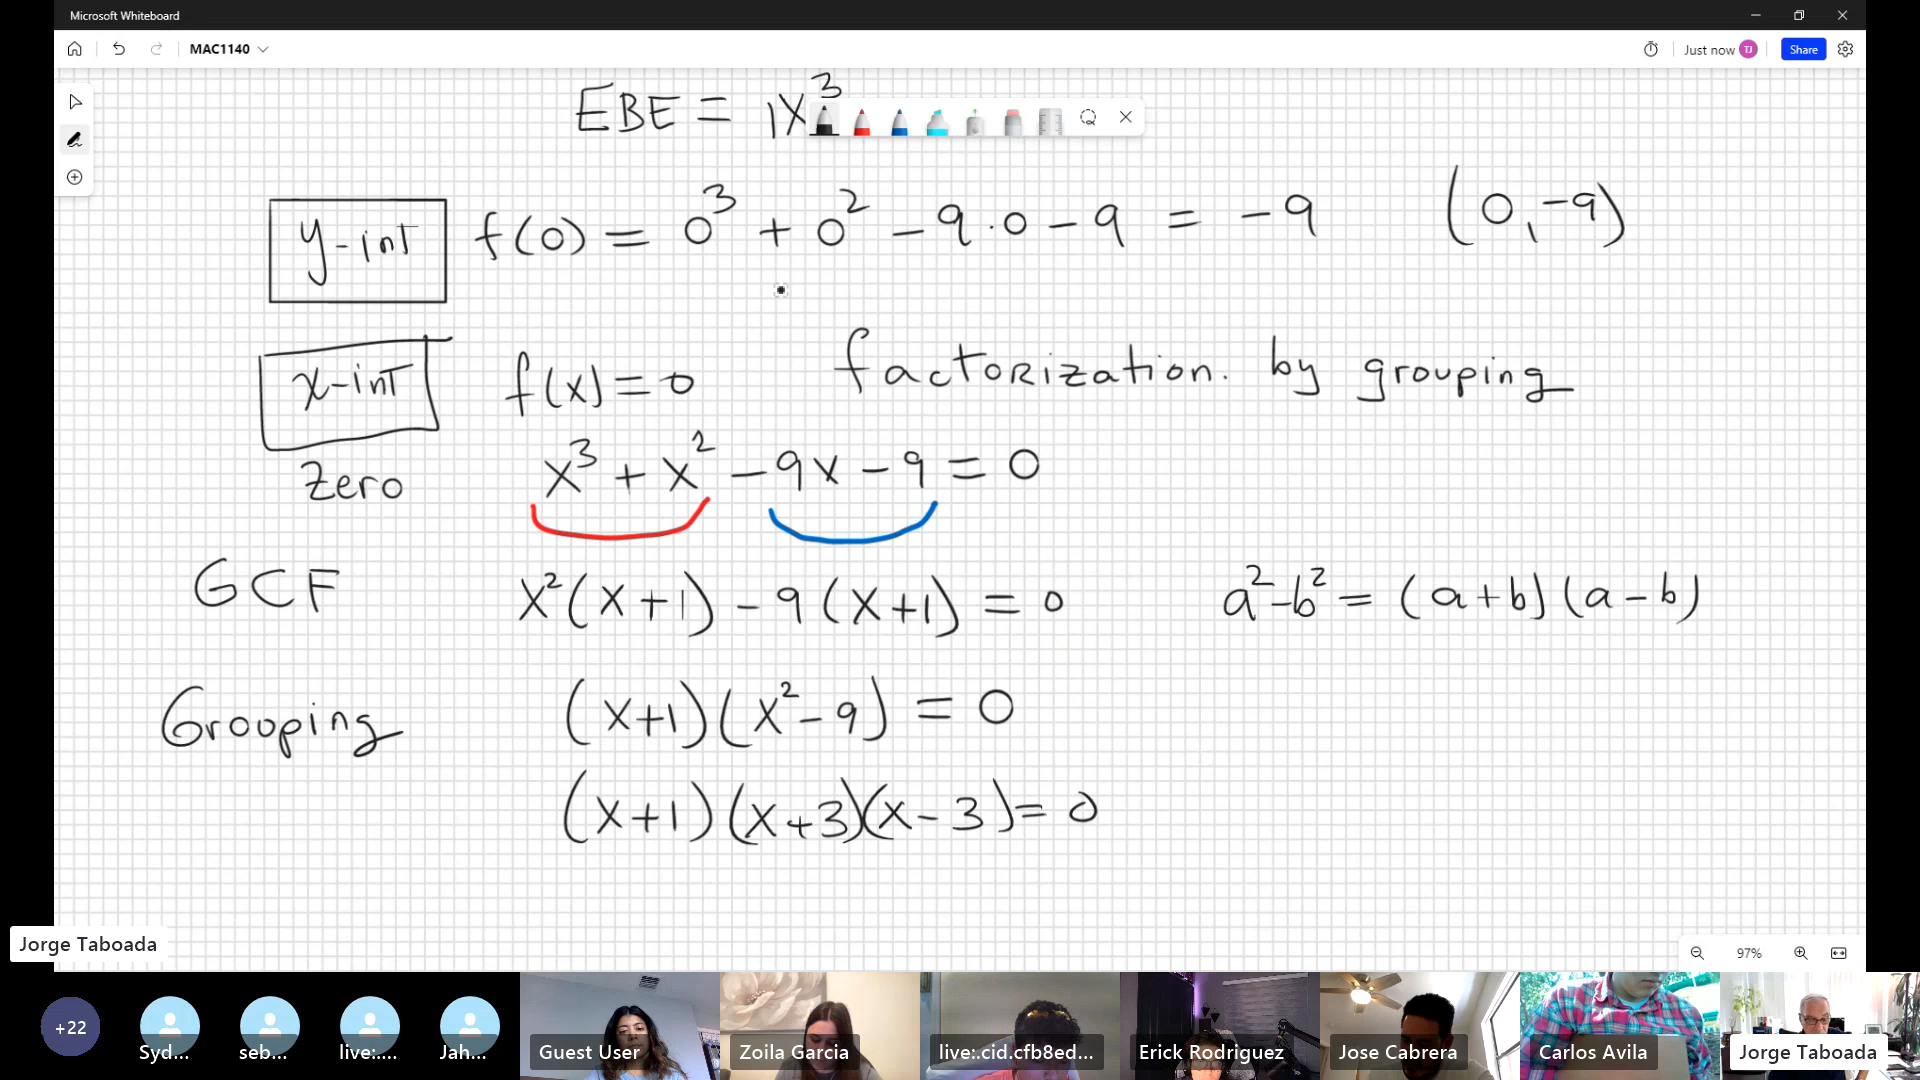 Microsoft Whiteboard
MAC1140
Just now TJ Share
EBE = 1X³
y-int f(0) = 0³ + 0² - 9·0 - 9 = -9 (0,-9)
x-int f(x) = 0 factorization. by grouping
Zero x³ + x² - 9x - 9 = 0
GCF x²(x+1) - 9(x+1) = 0 a²-b² = (a+b)(a-b)
Grouping (x+1)(x²-9) = 0
(x+1)(x+3)(x-3) = 0
Jorge Taboada
97%
+22 Syd... seb... live:.... Jah... Guest User Zoila Garcia live:.cid.cfb8ed... Erick Rodriguez Jose Cabrera Carlos Avila Jorge Taboada